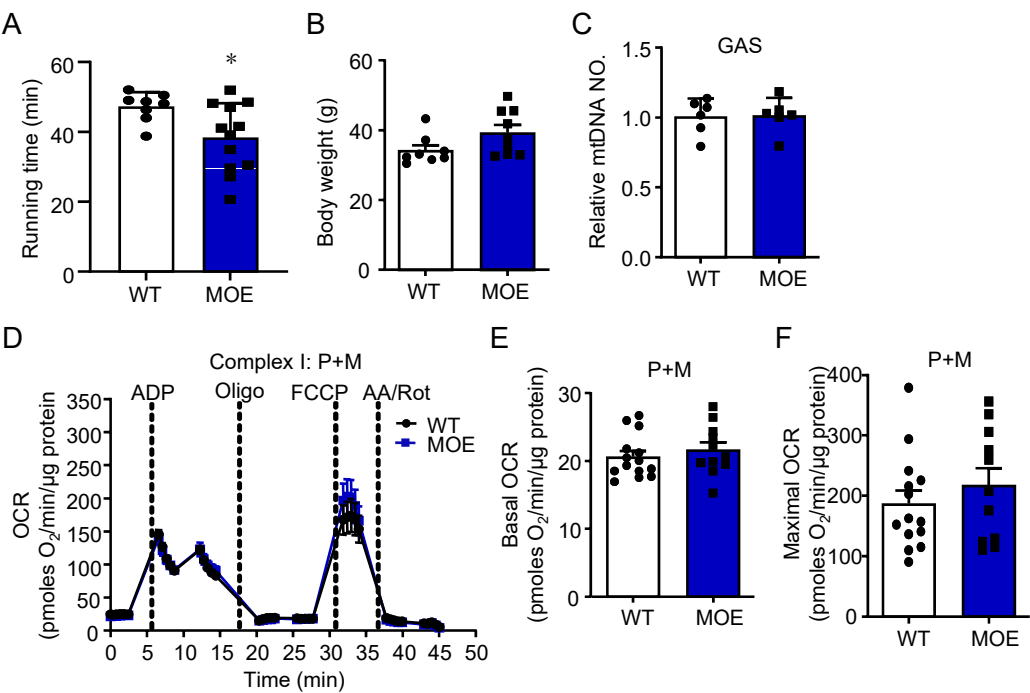 A
Running time (min)
60
40
20
0
*
WT
MOE
B
Body weight (g)
60
40
20
0
WT
MOE
C
GAS
Relative mtDNA NO.
1.5
1.0
0.5
0.0
WT
MOE
D
Complex I: P+M
ADP
Oligo
FCCP
AA/Rot
WT
MOE
OCR
(pmoles O₂/min/µg protein)
350
300
250
200
150
100
50
0
0 5 10 15 20 25 30 35 40 45 50
Time (min)
E
P+M
Basal OCR
(pmoles O₂/min/µg protein)
30
20
10
0
WT
MOE
F
P+M
Maximal OCR
(pmoles O₂/min/µg protein)
400
300
200
100
0
WT
MOE